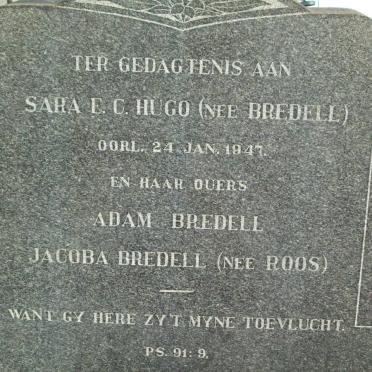 TER GEDAGTENIS AAN
SARA E. C. HUGO (NEE BREDELL)
OORL. 24 JAN. 1947.
EN HAAR OUERS
ADAM BREDELL
JACOBA BREDELL (NEE ROOS)
WANT GY HERE ZY'T MYNE TOEVLUCHT.
PS. 91: 9.